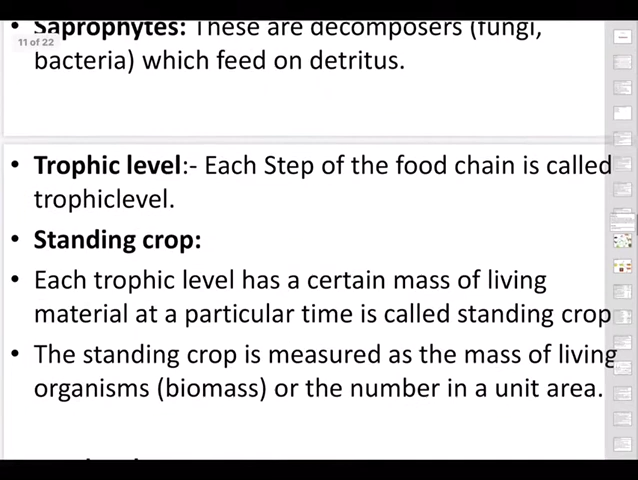 Saprophytes: These are decomposers (fungi,
11 of 22
bacteria) which feed on detritus.
• Trophic level:- Each Step of the food chain is called
trophiclevel.
• Standing crop:
• Each trophic level has a certain mass of living
material at a particular time is called standing crop
• The standing crop is measured as the mass of living
organisms (biomass) or the number in a unit area.